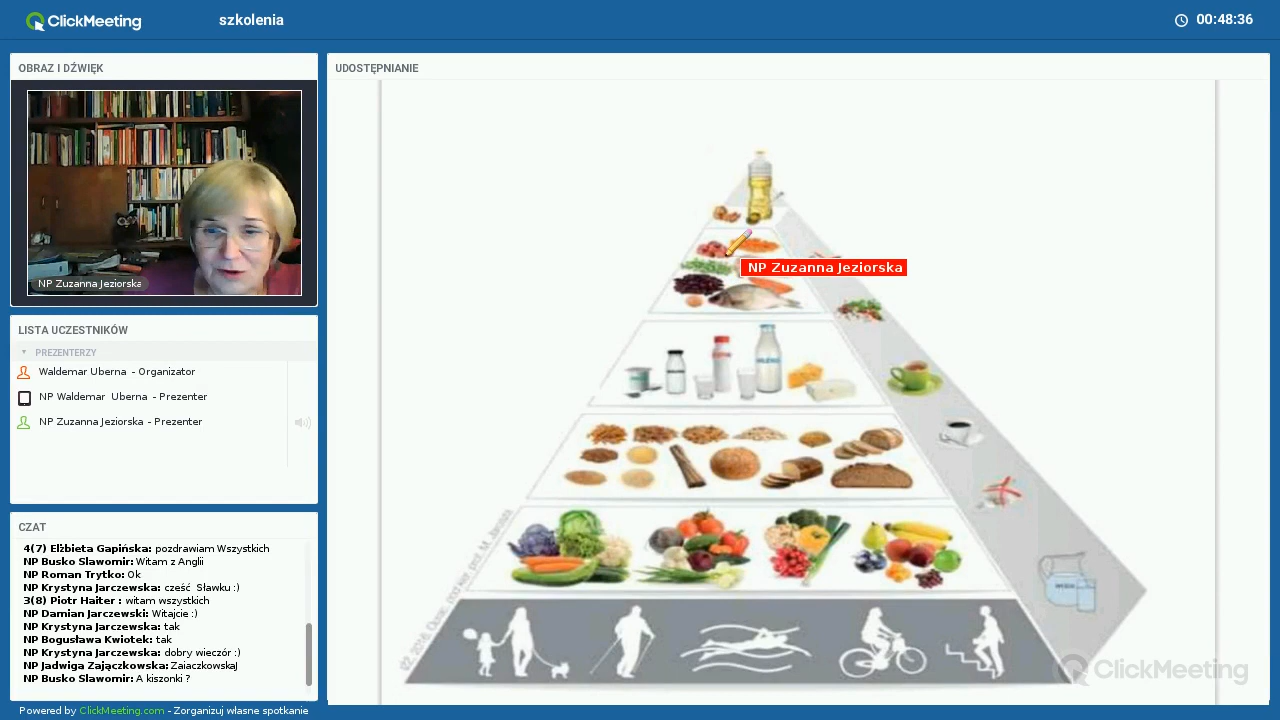 ClickMeeting
szkolenia
00:48:36
OBRAZ I DŹWIĘK
NP Zuzanna Jeziorska
LISTA UCZESTNIKÓW
PREZENTERZY
Waldemar Uberna - Organizator
NP Waldemar Uberna - Prezenter
NP Zuzanna Jeziorska - Prezenter
CZAT
4(7) Elżbieta Gapińska: pozdrawiam Wszystkich
NP Busko Slawomir: Witam z Anglii
NP Roman Trytko: Ok
NP Krystyna Jarczewska: cześć Sławku :)
3(8) Piotr Haiter : witam wszystkich
NP Damian Jarczewski: Witajcie :)
NP Krystyna Jarczewska: tak
NP Bogusława Kwiotek: tak
NP Krystyna Jarczewska: dobry wieczór :)
NP Jadwiga Zajączkowska: ZaiaczkowskaJ
NP Busko Slawomir: A kiszonki ?
Powered by ClickMeeting.com - Zorganizuj własne spotkanie
UDOSTĘPNIANIE
NP Zuzanna Jeziorska
ClickMeeting